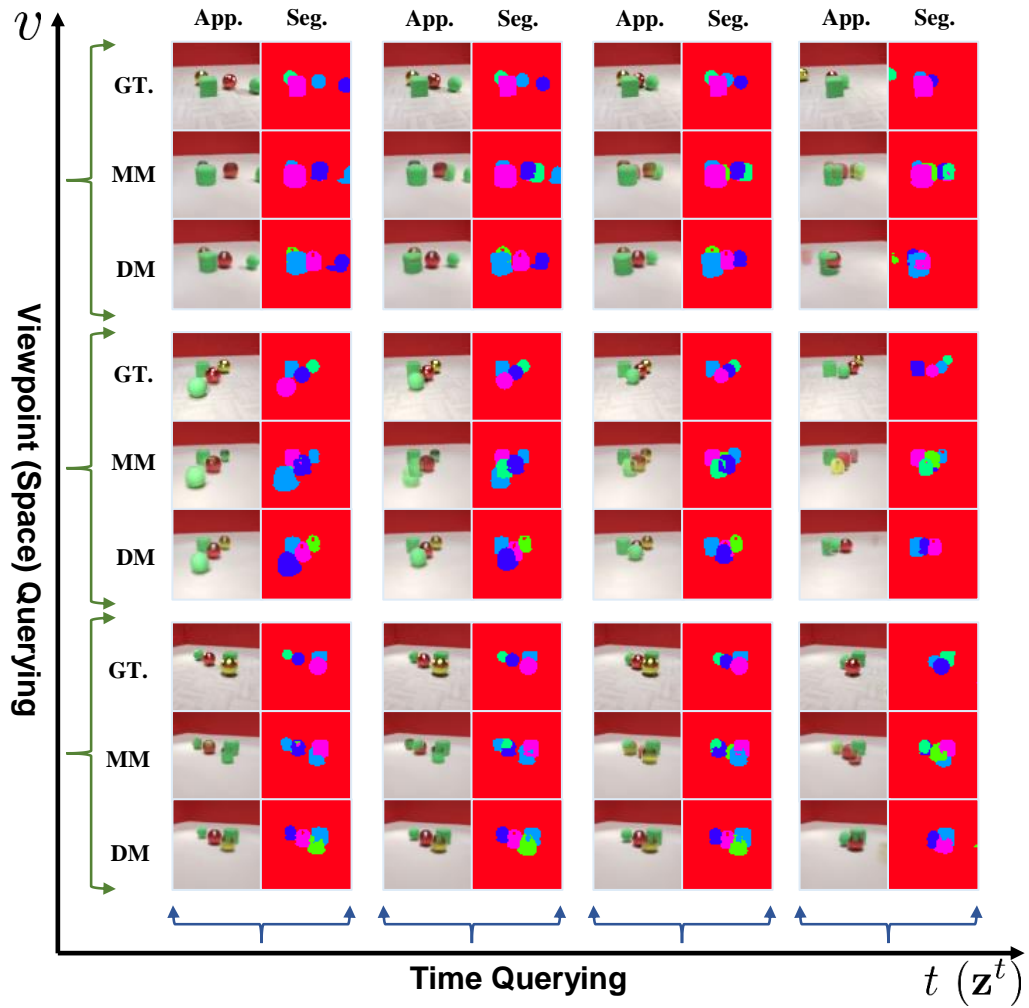 υ
App. Seg. App. Seg. App. Seg. App. Seg.
GT.
MM
DM
GT.
MM
DM
GT.
MM
DM
Viewpoint (Space) Querying
Time Querying
t (z^t)